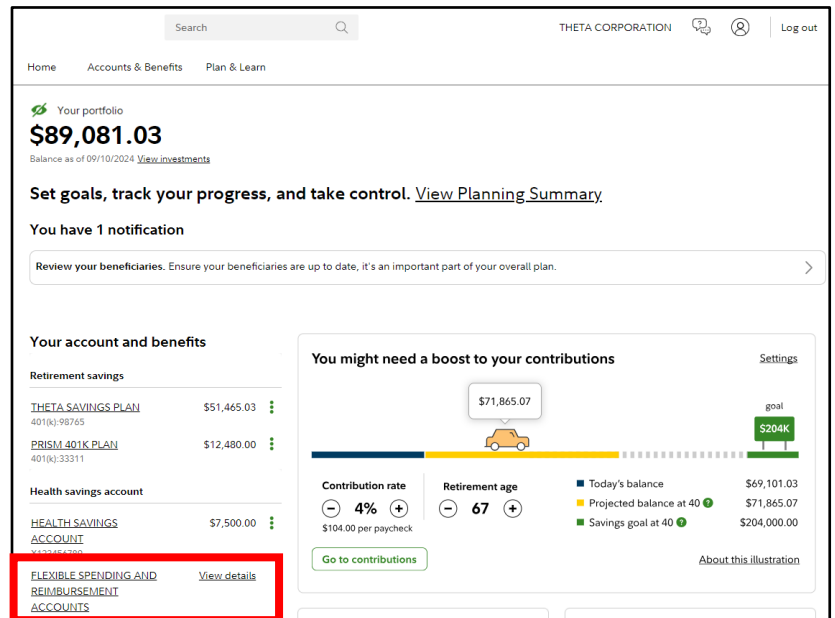 Search
THETA CORPORATION
Log out
Home Accounts & Benefits Plan & Learn
Your portfolio
$89,081.03
Balance as of 09/10/2024 View investments
Set goals, track your progress, and take control. View Planning Summary
You have 1 notification
Review your beneficiaries. Ensure your beneficiaries are up to date, it's an important part of your overall plan.
Your account and benefits
Retirement savings
THETA SAVINGS PLAN $51,465.03
401(k):98765
PRISM 401K PLAN $12,480.00
401(k):33311
Health savings account
HEALTH SAVINGS $7,500.00
ACCOUNT
X123456789
FLEXIBLE SPENDING AND View details
REIMBURSEMENT
ACCOUNTS
You might need a boost to your contributions Settings
$71,865.07
goal
$204K
Contribution rate
4%
$104.00 per paycheck
Retirement age
67
Today's balance $69,101.03
Projected balance at 40 $71,865.07
Savings goal at 40 $204,000.00
Go to contributions
About this illustration